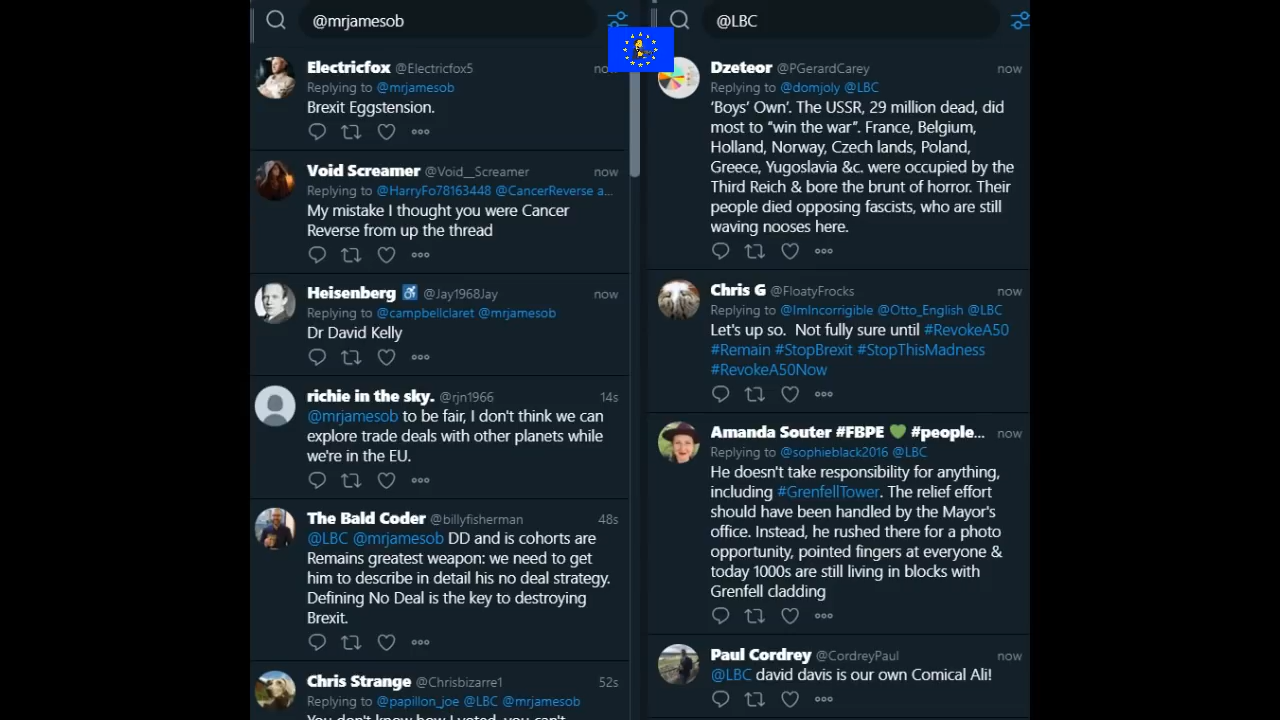 @mrjamesob
Electricfox @Electricfox5 now
Replying to @mrjamesob
Brexit Eggstension.
Void Screamer @Void__Screamer now
Replying to @HarryFo78163448 @CancerReverse a...
My mistake I thought you were Cancer
Reverse from up the thread
Heisenberg ♿ @Jay1968Jay now
Replying to @campbellclaret @mrjamesob
Dr David Kelly
richie in the sky. @rjn1966 14s
@mrjamesob to be fair, I don't think we can
explore trade deals with other planets while
we're in the EU.
The Bald Coder @billyfisherman 48s
@LBC @mrjamesob DD and is cohorts are
Remains greatest weapon: we need to get
him to describe in detail his no deal strategy.
Defining No Deal is the key to destroying
Brexit.
Chris Strange @Chrisbizarre1 52s
Replying to @papillon_joe @LBC @mrjamesob
You don't know how I voted, you can't
@LBC
Dzeteor @PGerardCarey now
Replying to @domjoly @LBC
‘Boys’ Own’. The USSR, 29 million dead, did
most to “win the war”. France, Belgium,
Holland, Norway, Czech lands, Poland,
Greece, Yugoslavia &c. were occupied by the
Third Reich & bore the brunt of horror. Their
people died opposing fascists, who are still
waving nooses here.
Chris G @FloatyFrocks now
Replying to @ImIncorrigible @Otto_English @LBC
Let's up so. Not fully sure until #RevokeA50
#Remain #StopBrexit #StopThisMadness
#RevokeA50Now
Amanda Souter #FBPE 💚 #people... now
Replying to @sophieblack2016 @LBC
He doesn't take responsibility for anything,
including #GrenfellTower. The relief effort
should have been handled by the Mayor's
office. Instead, he rushed there for a photo
opportunity, pointed fingers at everyone &
today 1000s are still living in blocks with
Grenfell cladding
Paul Cordrey @CordreyPaul now
@LBC david davis is our own Comical Ali!